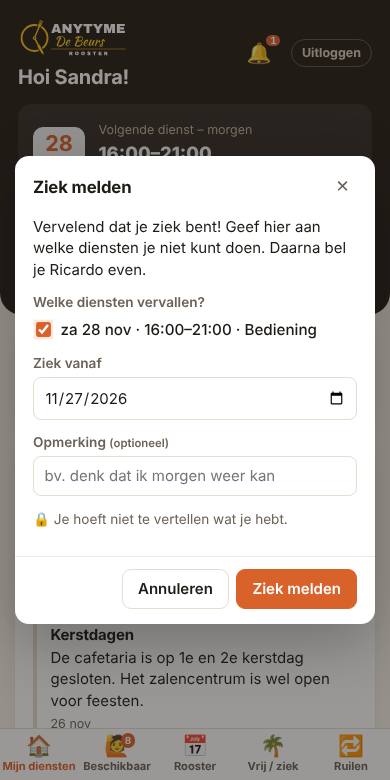 ANYTYME
De Beurs
ROOSTER
1
Uitloggen
Hoi Sandra!
28
Volgende dienst – morgen
16:00–21:00
Ziek melden
Vervelend dat je ziek bent! Geef hier aan
welke diensten je niet kunt doen. Daarna bel
je Ricardo even.
Welke diensten vervallen?
za 28 nov · 16:00–21:00 · Bediening
Ziek vanaf
11/27/2026
Opmerking (optioneel)
bv. denk dat ik morgen weer kan
Je hoeft niet te vertellen wat je hebt.
Annuleren
Ziek melden
Kerstdagen
De cafetaria is op 1e en 2e kerstdag
gesloten. Het zalencentrum is wel open
voor feesten.
26 nov
8
Mijn diensten Beschikbaar Rooster Vrij / ziek Ruilen